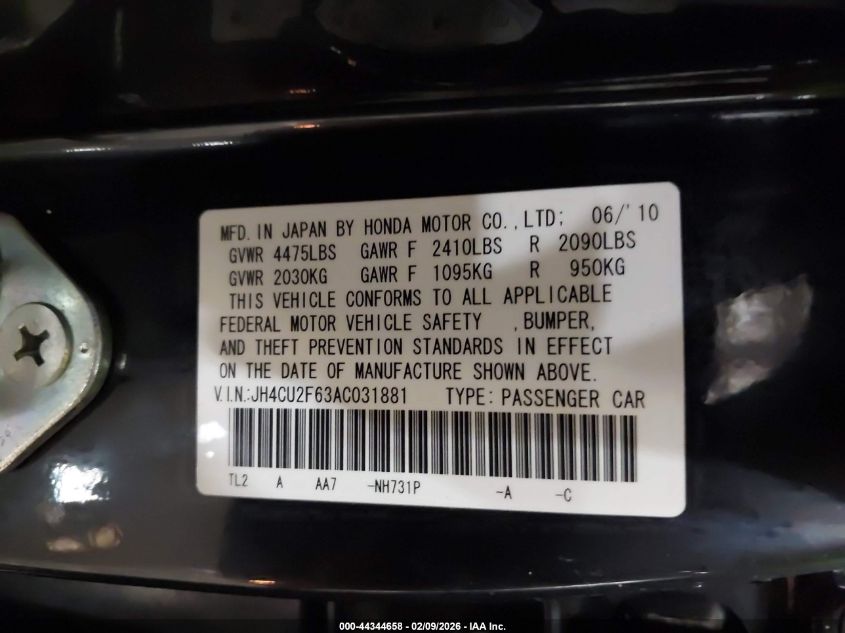 MFD. IN JAPAN BY HONDA MOTOR CO., LTD; 06/'10
GVWR 4475LBS GAWR F 2410LBS R 2090LBS
GVWR 2030KG GAWR F 1095KG R 950KG
THIS VEHICLE CONFORMS TO ALL APPLICABLE
FEDERAL MOTOR VEHICLE SAFETY , BUMPER,
AND THEFT PREVENTION STANDARDS IN EFFECT
ON THE DATE OF MANUFACTURE SHOWN ABOVE.
V.I.N.:JH4CU2F63AC031881 TYPE: PASSENGER CAR
TL2 A AA7 -NH731P -A -C
000-44344658 - 02/09/2026 - IAA Inc.